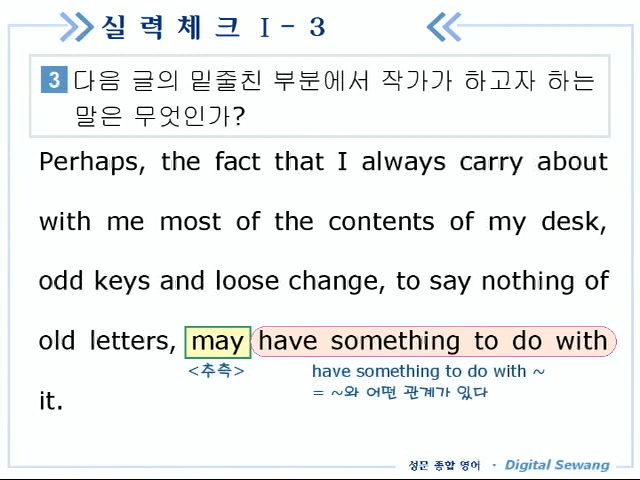 실력체크 Ⅰ- 3
3 다음 글의 밑줄친 부분에서 작가가 하고자 하는
말은 무엇인가?
Perhaps, the fact that I always carry about
with me most of the contents of my desk,
odd keys and loose change, to say nothing of
old letters, may have something to do with
<추측> have something to do with ~
= ~와 어떤 관계가 있다
it.
성문 종합 영어 · Digital Sewang